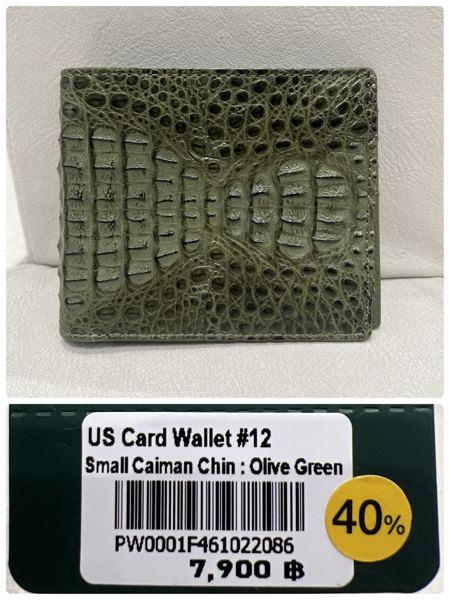 US Card Wallet #12
Small Caiman Chin : Olive Green
PW0001F461022086
7,900 ฿
40%